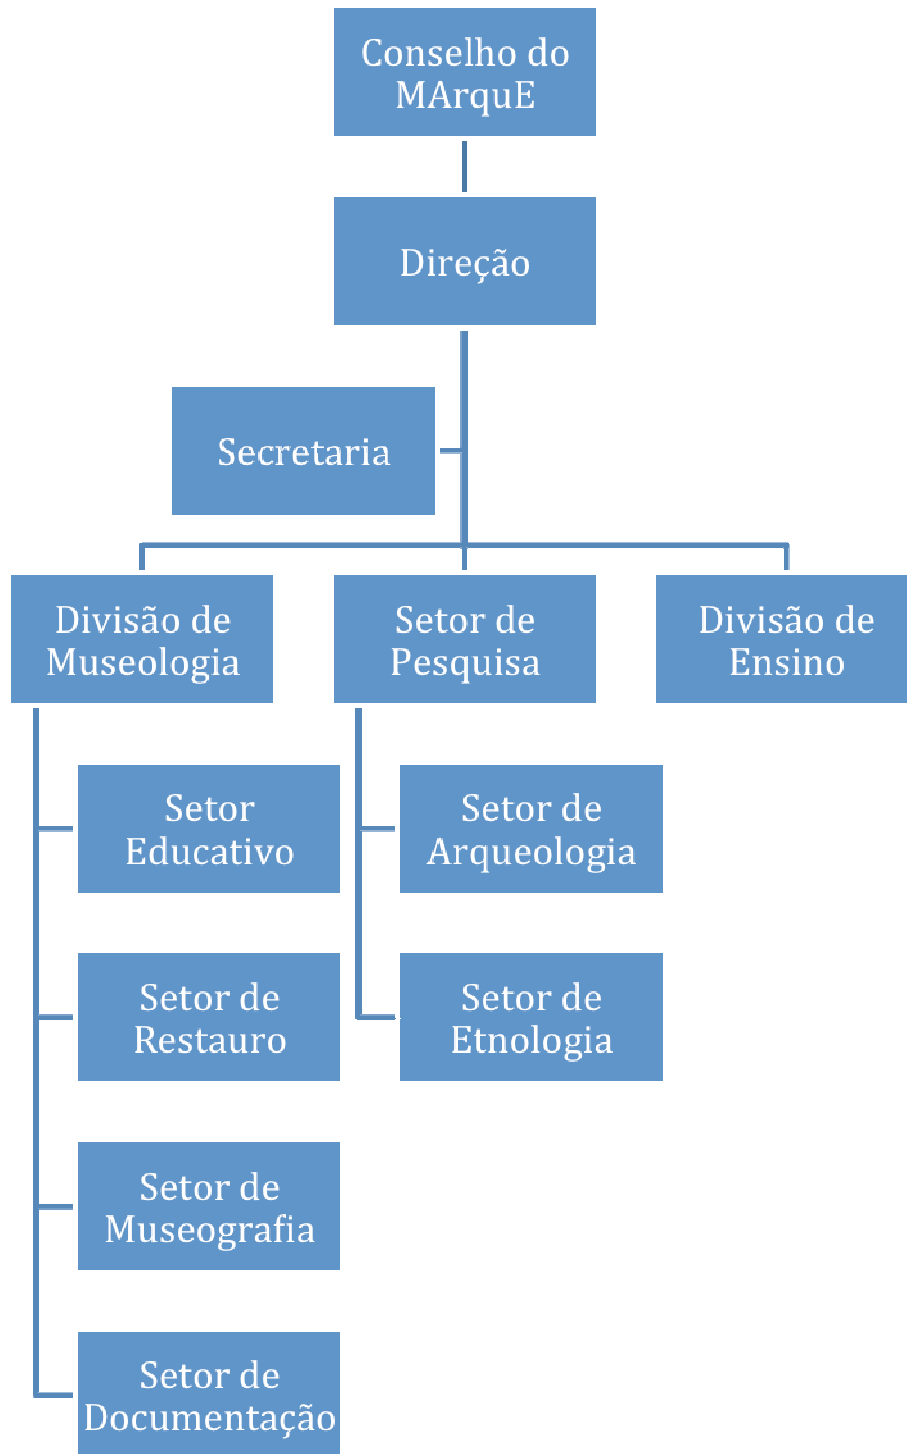 Conselho do
MArquE
Direção
Secretaria
Divisão de
Museologia
Setor de
Pesquisa
Divisão de
Ensino
Setor
Educativo
Setor de
Arqueologia
Setor de
Restauro
Setor de
Etnologia
Setor de
Museografia
Setor de
Documentação